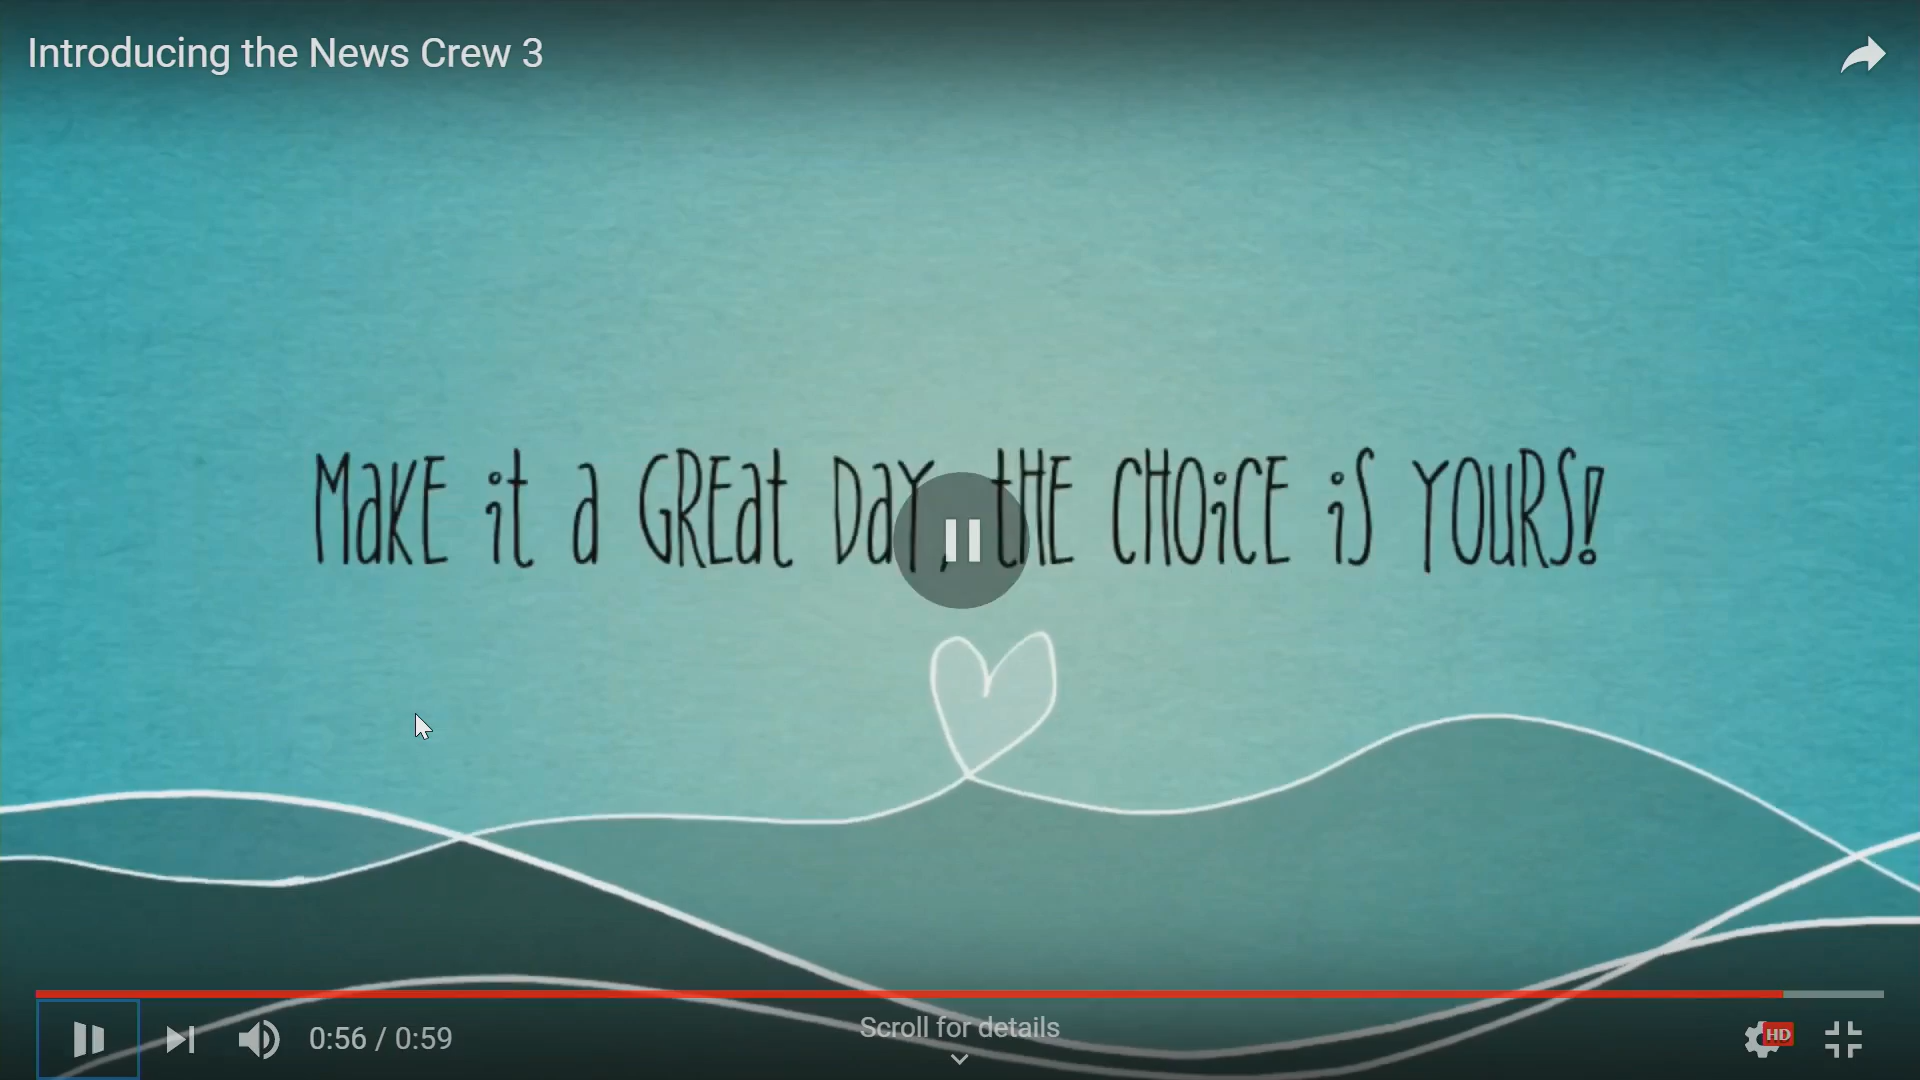 Introducing the News Crew 3
Make it a GREat Day, tHE CHOiCE iS YOuRS!
Scroll for details
0:56 / 0:59
HD